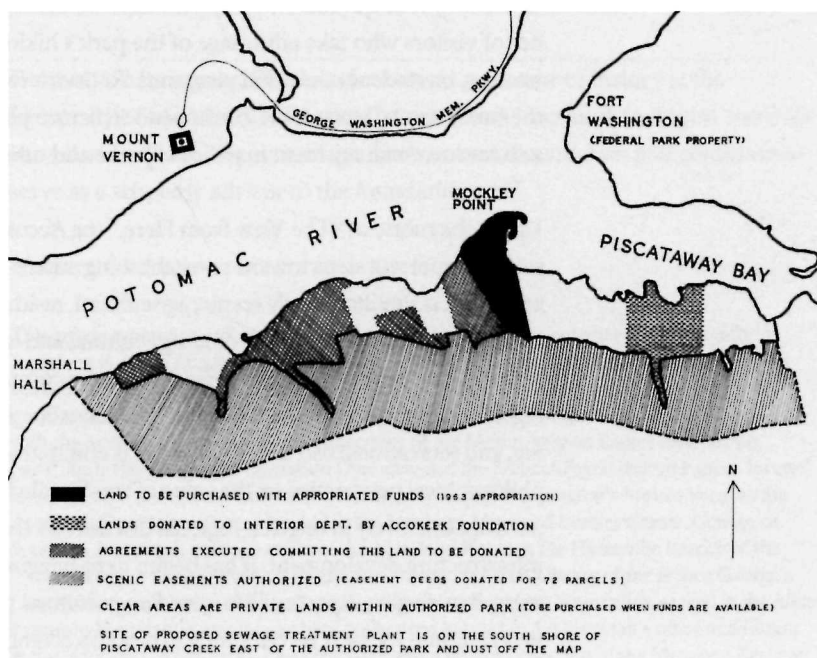 GEORGE WASHINGTON MEM. PKWY.
MOUNT
VERNON
FORT
WASHINGTON
(FEDERAL PARK PROPERTY)
MOCKLEY
POINT
POTOMAC RIVER
PISCATAWAY BAY
MARSHALL
HALL
N
LAND TO BE PURCHASED WITH APPROPRIATED FUNDS (1963 APPROPRIATION)
LANDS DONATED TO INTERIOR DEPT. BY ACCOKEEK FOUNDATION
AGREEMENTS EXECUTED COMMITTING THIS LAND TO BE DONATED
SCENIC EASEMENTS AUTHORIZED (EASEMENT DEEDS DONATED FOR 72 PARCELS)
CLEAR AREAS ARE PRIVATE LANDS WITHIN AUTHORIZED PARK (TO BE PURCHASED WHEN FUNDS ARE AVAILABLE)
SITE OF PROPOSED SEWAGE TREATMENT PLANT IS ON THE SOUTH SHORE OF
PISCATAWAY CREEK EAST OF THE AUTHORIZED PARK AND JUST OFF THE MAP